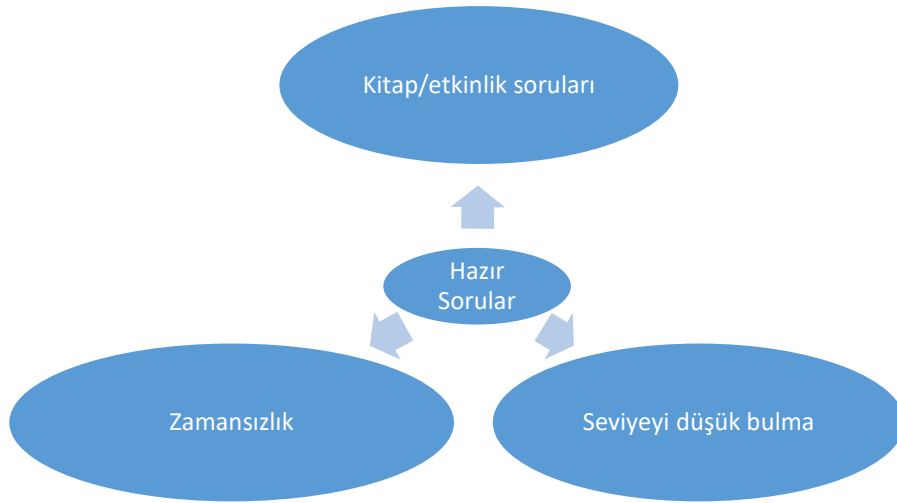 Kitap/etkinlik soruları
Hazır
Sorular
Zamansızlık
Seviyeyi düşük bulma